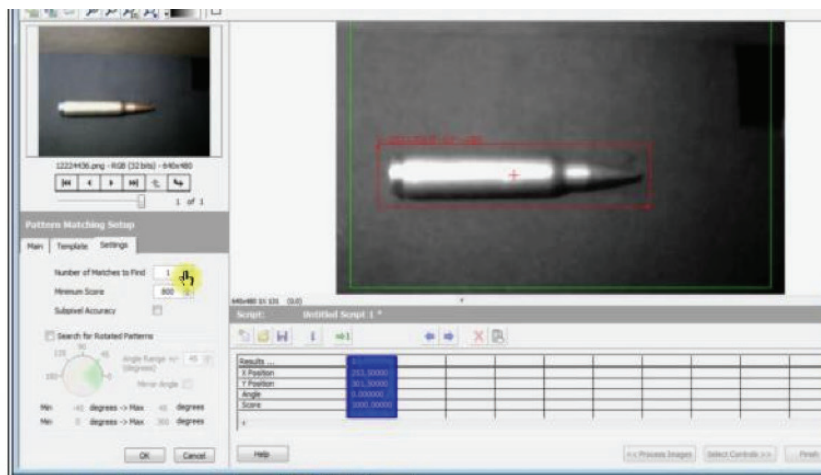 12224436.png - RGB (32 bits) - 640x480
1 of 1
Pattern Matching Setup
Main Template Settings
Number of Matches to Find 1
Minimum Score 800
Subpixel Accuracy
Search for Rotated Patterns
Angle Range +/- 45
(degrees)
Mirror Angle
Min degrees -> Max degrees
Min 0 degrees -> Max 360 degrees
OK Cancel
Script: Untitled Script 1 *
Results ...
X Position
Y Position
Angle 0.000000
Score 1000.00000
Help << Process Images Select Controls >> Finish